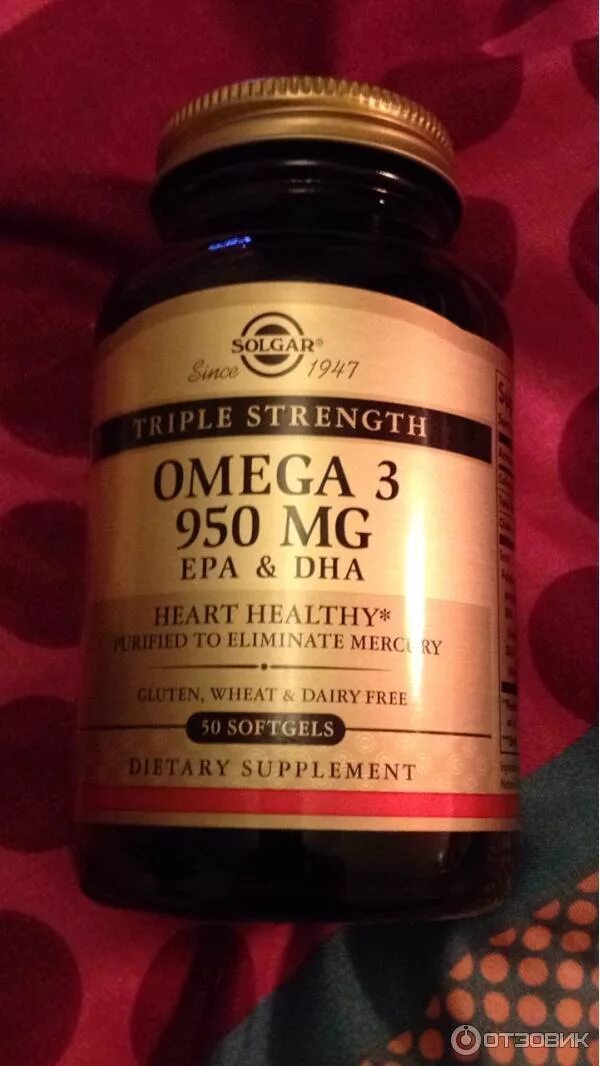 SOLGAR®
Since 1947
TRIPLE STRENGTH
OMEGA 3
950 MG
EPA & DHA
HEART HEALTHY*
PURIFIED TO ELIMINATE MERCURY
GLUTEN, WHEAT & DAIRY FREE
50 SOFTGELS
DIETARY SUPPLEMENT
ОТЗОВИК